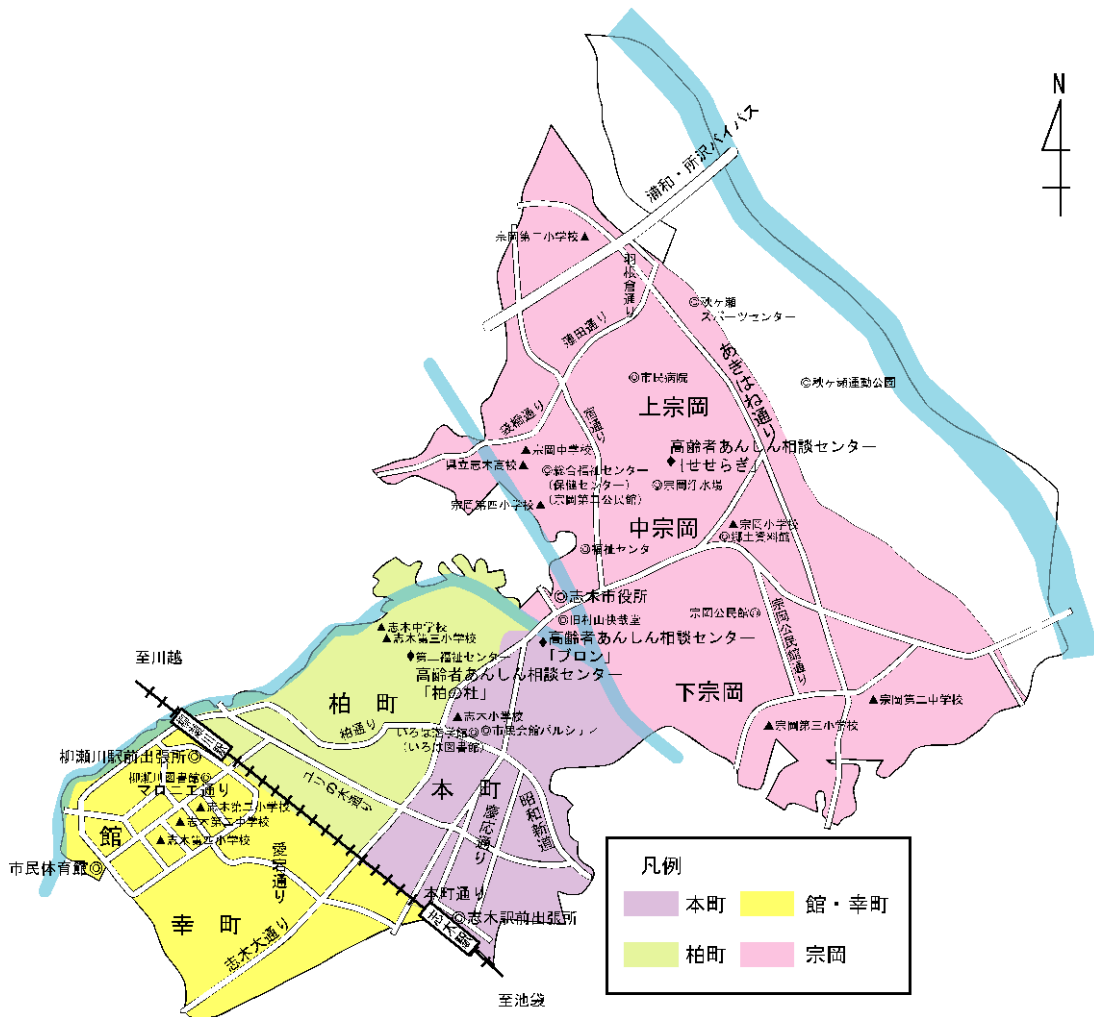 N
浦和・所沢バイパス
宗岡第二小学校▲
羽根倉通り
◎秋ヶ瀬
スポーツセンター
蓮田通り
あきはね通り
◎市民病院
◎秋ヶ瀬運動公園
上宗岡
袋橋通り
宿通り
高齢者あんしん相談センター
「せせらぎ」
▲宗岡中学校
県立志木高校▲
◎総合福祉センター
(保健センター)
(宗岡第二公民館)
◎宗岡浄水場
宗岡第四小学校▲
中宗岡
▲宗岡小学校
◎郷土資料館
◎福祉センタ
◎志木市役所
宗岡公民館◎
宗岡公民館通り
◎旧村山快哉堂
▲志木中学校
▲志木第三小学校
高齢者あんしん相談センター
「ブロン」
◆第二福祉センター
高齢者あんしん相談センター
「柏の杜」
至川越
下宗岡
柏町
▲宗岡第二中学校
▲志木小学校
▲宗岡第三小学校
柏通り
いろは遊学館◎
(いろは図書館)
◎市民会館パルシティ
柳瀬川駅
柳瀬川駅前出張所◎
柳瀬川図書館◎
マロニエ通り
ユリの木通り
本町
▲志木第二小学校
▲志木第二中学校
▲志木第四小学校
館
慶応通り
昭和新道
愛宕通り
市民体育館◎
本町通り
幸町
◎志木駅前出張所
志木駅
志木大通り
至池袋
凡例
本町
館・幸町
柏町
宗岡